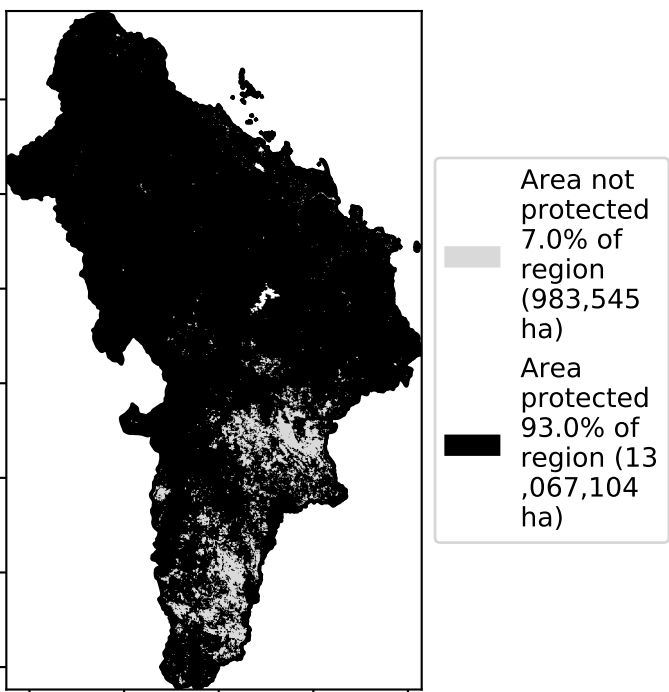 Area not
protected
7.0% of
region
(983,545
ha)
Area
protected
93.0% of
region (13
,067,104
ha)